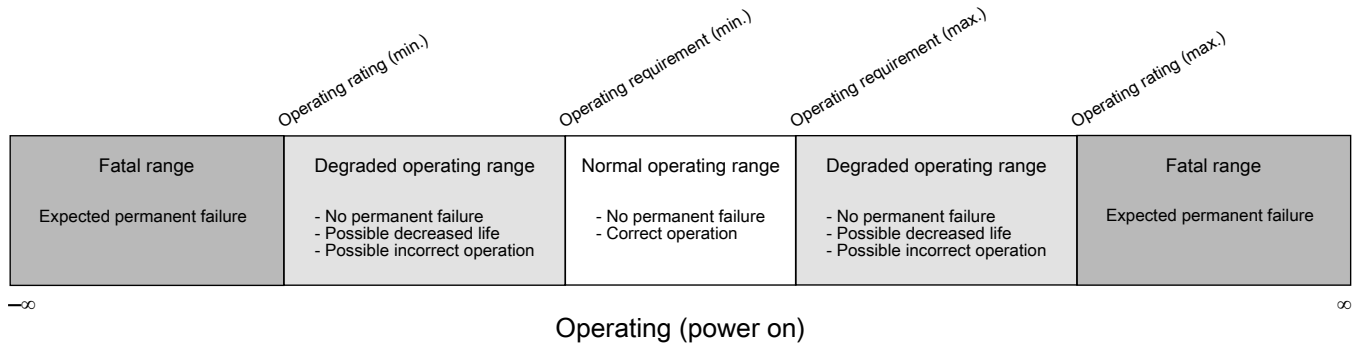 Operating rating (min.)
Operating requirement (min.)
Operating requirement (max.)
Operating rating (max.)
Fatal range
Expected permanent failure
Degraded operating range
- No permanent failure
- Possible decreased life
- Possible incorrect operation
Normal operating range
- No permanent failure
- Correct operation
Degraded operating range
- No permanent failure
- Possible decreased life
- Possible incorrect operation
Fatal range
Expected permanent failure
–∞
∞
Operating (power on)